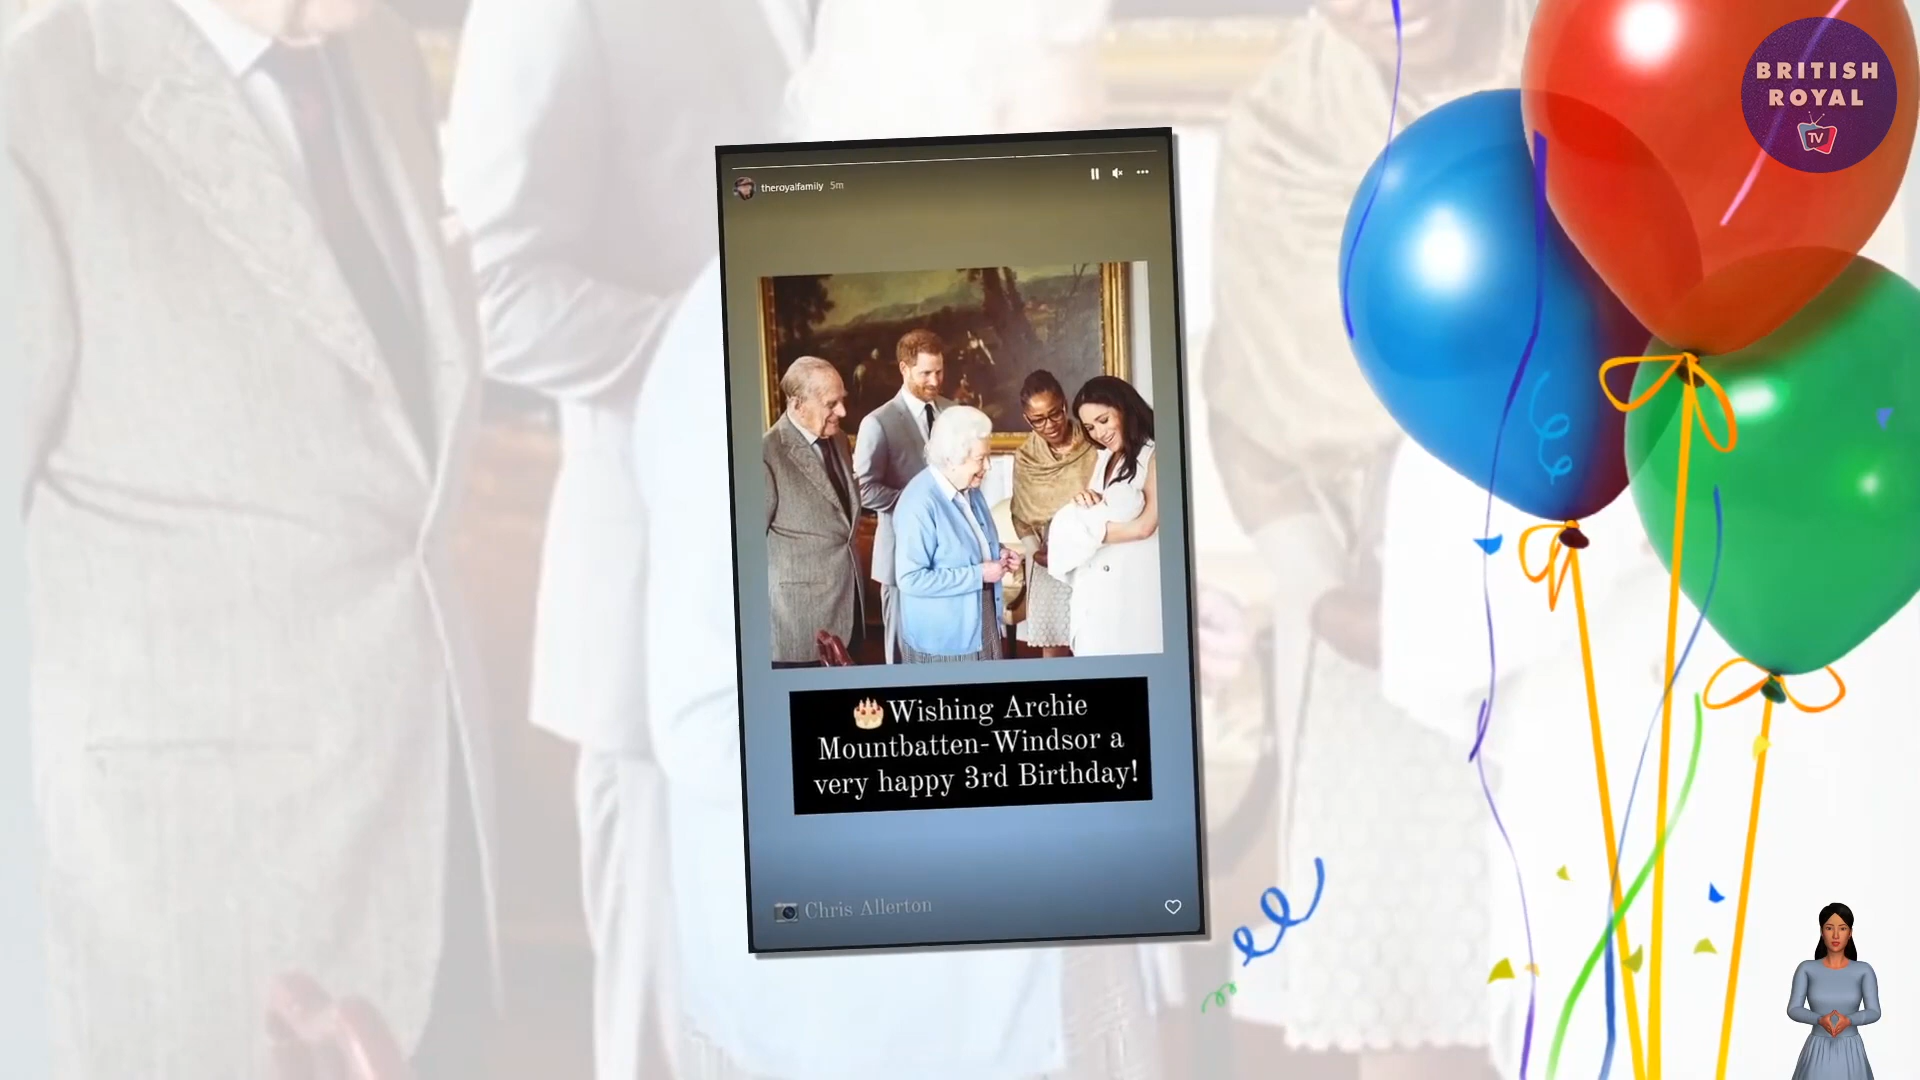 BRITISH
ROYAL
TV
theroyalfamily 5m
Wishing Archie
Mountbatten-Windsor a
very happy 3rd Birthday!
Chris Allerton